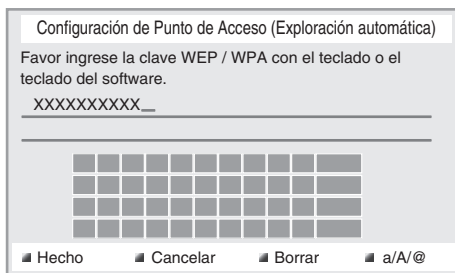 Configuración de Punto de Acceso (Exploración automática)
Favor ingrese la clave WEP / WPA con el teclado o el
teclado del software.
XXXXXXXXXX_
Hecho Cancelar Borrar a/A/@